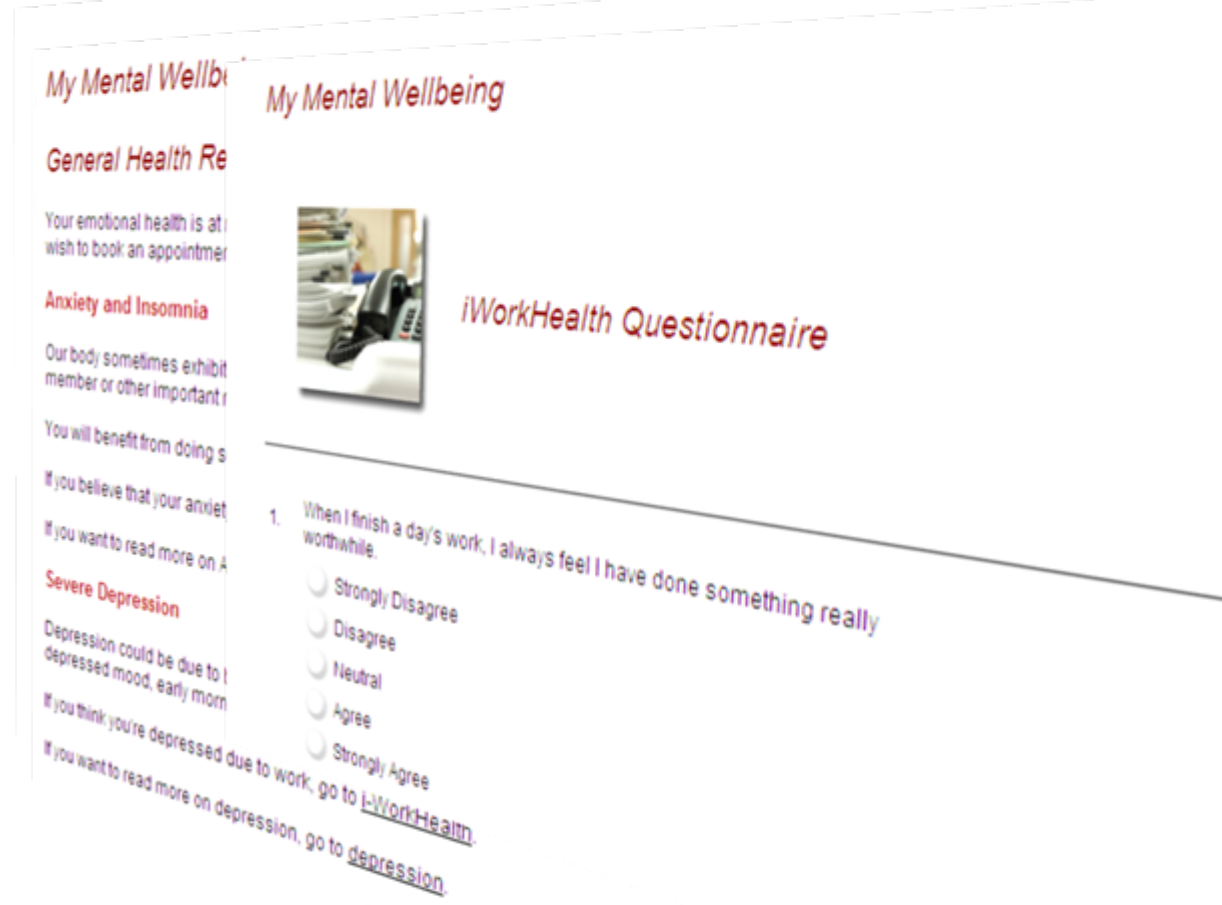 My Mental Wellbei
General Health Re
Your emotional health is at
wish to book an appointmen
Anxiety and Insomnia
Our body sometimes exhibit
member or other important
You will benefit from doing s
If you believe that your anxiety
If you want to read more on A
Severe Depression
Depression could be due to
depressed mood, early morn
If you think you're depressed due to work, go to i-WorkHealth.
If you want to read more on depression, go to depression.
My Mental Wellbeing
iWorkHealth Questionnaire
1. When I finish a day's work, I always feel I have done something really
worthwhile.
Strongly Disagree
Disagree
Neutral
Agree
Strongly Agree